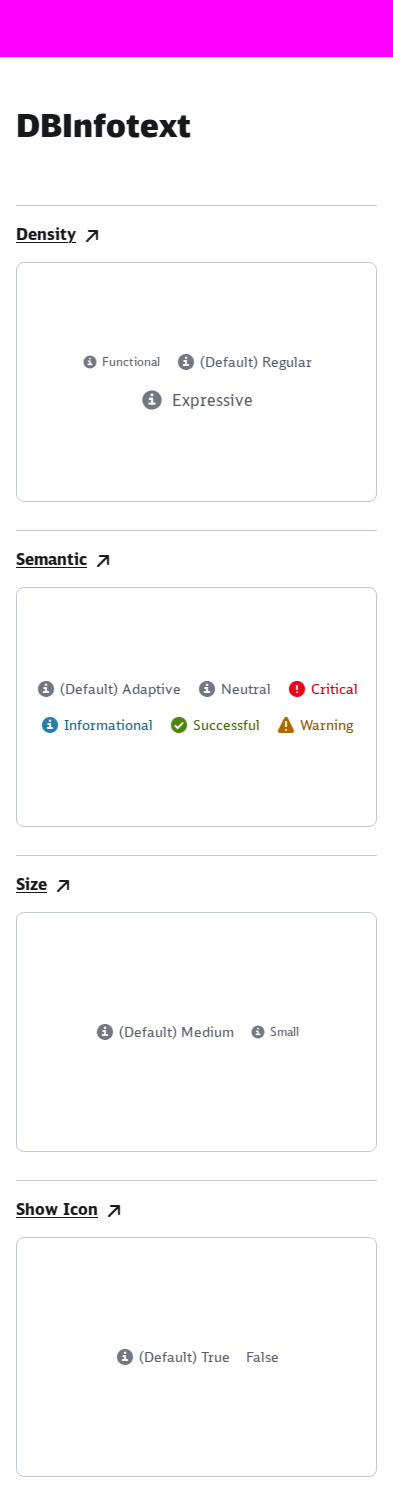 DBInfotext
Density
Functional (Default) Regular
Expressive
Semantic
(Default) Adaptive Neutral Critical
Informational Successful Warning
Size
(Default) Medium Small
Show Icon
(Default) True False